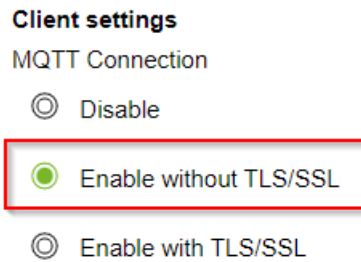 Client settings
MQTT Connection
Disable
Enable without TLS/SSL
Enable with TLS/SSL